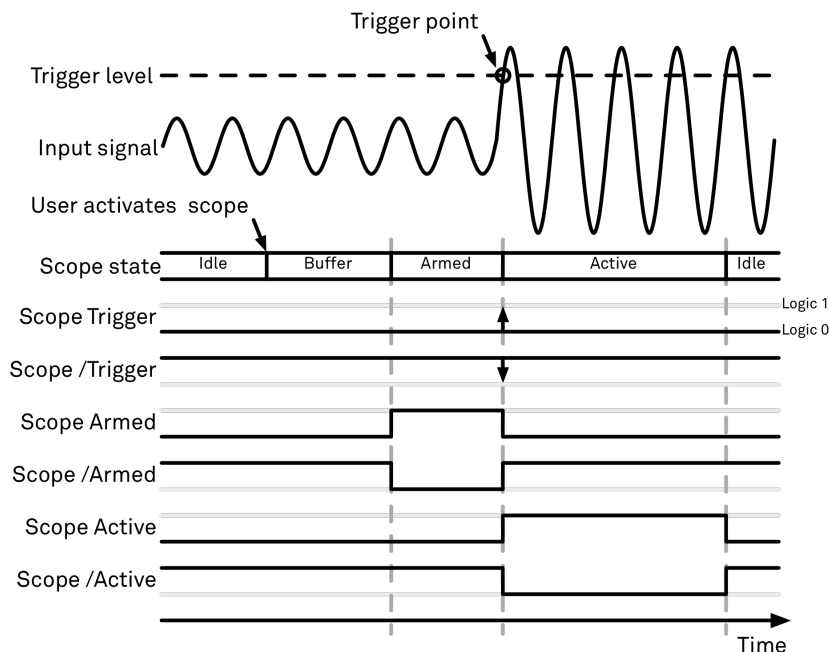 Trigger point
Trigger level
Input signal
User activates scope
Scope state
Idle
Buffer
Armed
Active
Idle
Scope Trigger
Logic 1
Logic 0
Scope /Trigger
Scope Armed
Scope /Armed
Scope Active
Scope /Active
Time